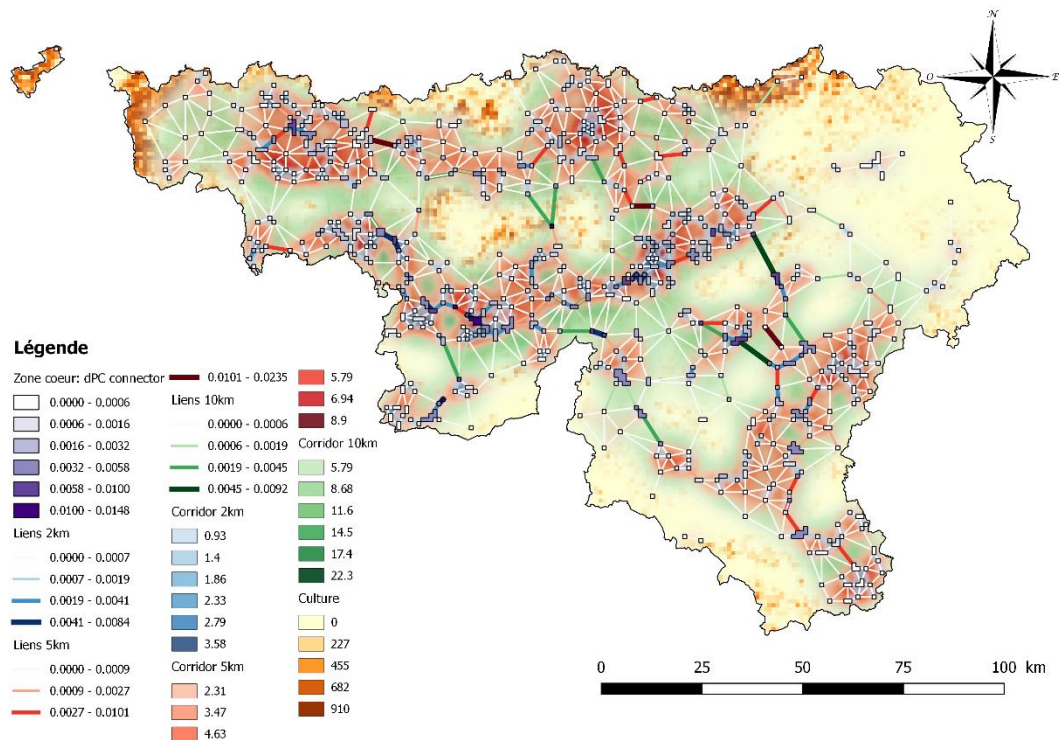 N
O
E
S
Légende
Zone coeur: dPC connector
0.0000 - 0.0006
0.0006 - 0.0016
0.0016 - 0.0032
0.0032 - 0.0058
0.0058 - 0.0100
0.0100 - 0.0148
Liens 2km
0.0000 - 0.0007
0.0007 - 0.0019
0.0019 - 0.0041
0.0041 - 0.0084
Liens 5km
0.0000 - 0.0009
0.0009 - 0.0027
0.0027 - 0.0101
0.0101 - 0.0235
Liens 10km
0.0000 - 0.0006
0.0006 - 0.0019
0.0019 - 0.0045
0.0045 - 0.0092
Corridor 2km
0.93
1.4
1.86
2.33
2.79
3.58
Corridor 5km
2.31
3.47
4.63
5.79
6.94
8.9
Corridor 10km
5.79
8.68
11.6
14.5
17.4
22.3
Culture
0
227
455
682
910
0 25 50 75 100 km